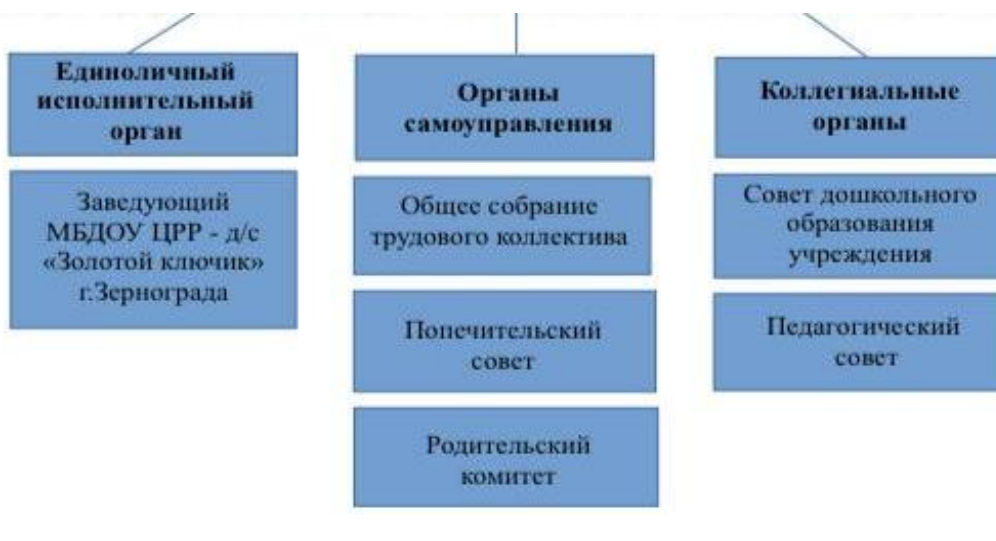 Единоличный
исполнительный
орган
Заведующий
МБДОУ ЦРР - д/с
«Золотой ключик»
г.Зернограда
Органы
самоуправления
Общее собрание
трудового коллектива
Попечительский
совет
Родительский
комитет
Коллегиальные
органы
Совет дошкольного
образования
учреждения
Педагогический
совет